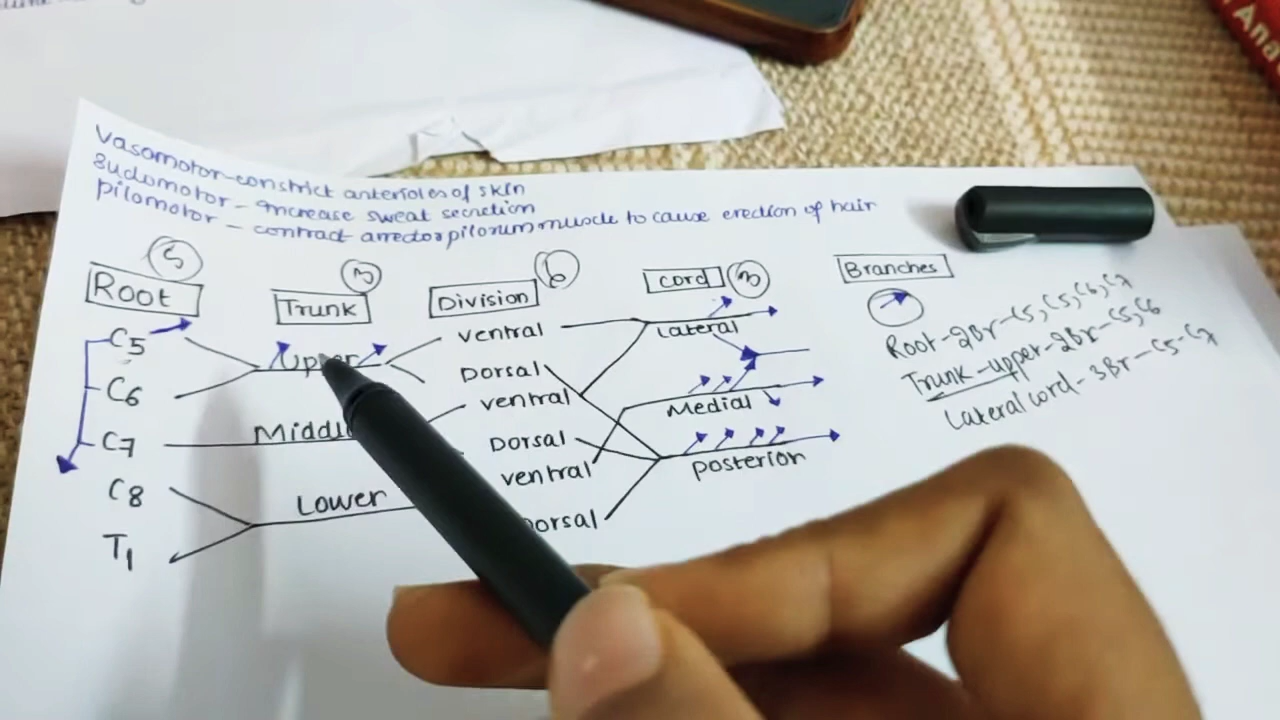 Vasomotor-constrict anterioles of skin
Sudomotor - increase sweat secretion
pilomotor - contract arrector pilorum muscle to cause erection of hair
5 3 6 3
Root Trunk Division cord Branches
C5 Upper ventral Lateral
C6 Dorsal
ventral Medial
C7 Middl Dorsal posterior
C8 Lower ventral
T1 Dorsal
Root-2Br-C5, C5, C6, C7
Trunk-upper-2Br-C5, C6
Lateral cord-3Br-C5-C7
Ana